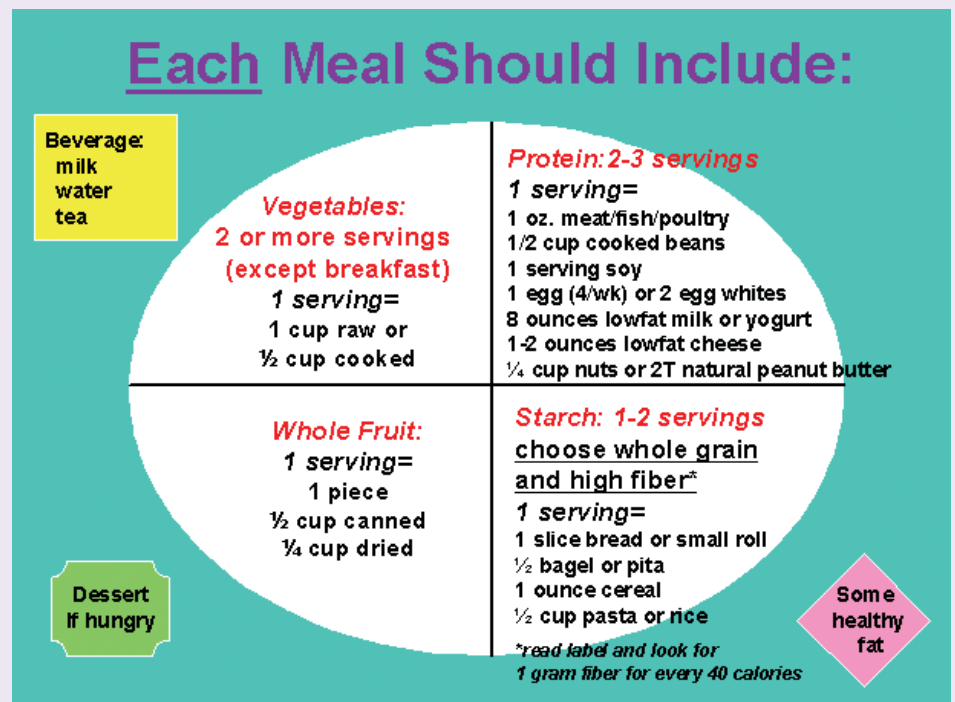 Each Meal Should Include:
Beverage:
milk
water
tea
Vegetables:
2 or more servings
(except breakfast)
1 serving=
1 cup raw or
½ cup cooked
Protein:2-3 servings
1 serving=
1 oz. meat/fish/poultry
1/2 cup cooked beans
1 serving soy
1 egg (4/wk) or 2 egg whites
8 ounces lowfat milk or yogurt
1-2 ounces lowfat cheese
¼ cup nuts or 2T natural peanut butter
Whole Fruit:
1 serving=
1 piece
½ cup canned
¼ cup dried
Starch: 1-2 servings
choose whole grain
and high fiber*
1 serving=
1 slice bread or small roll
½ bagel or pita
1 ounce cereal
½ cup pasta or rice
*read label and look for
1 gram fiber for every 40 calories
Dessert
If hungry
Some
healthy
fat